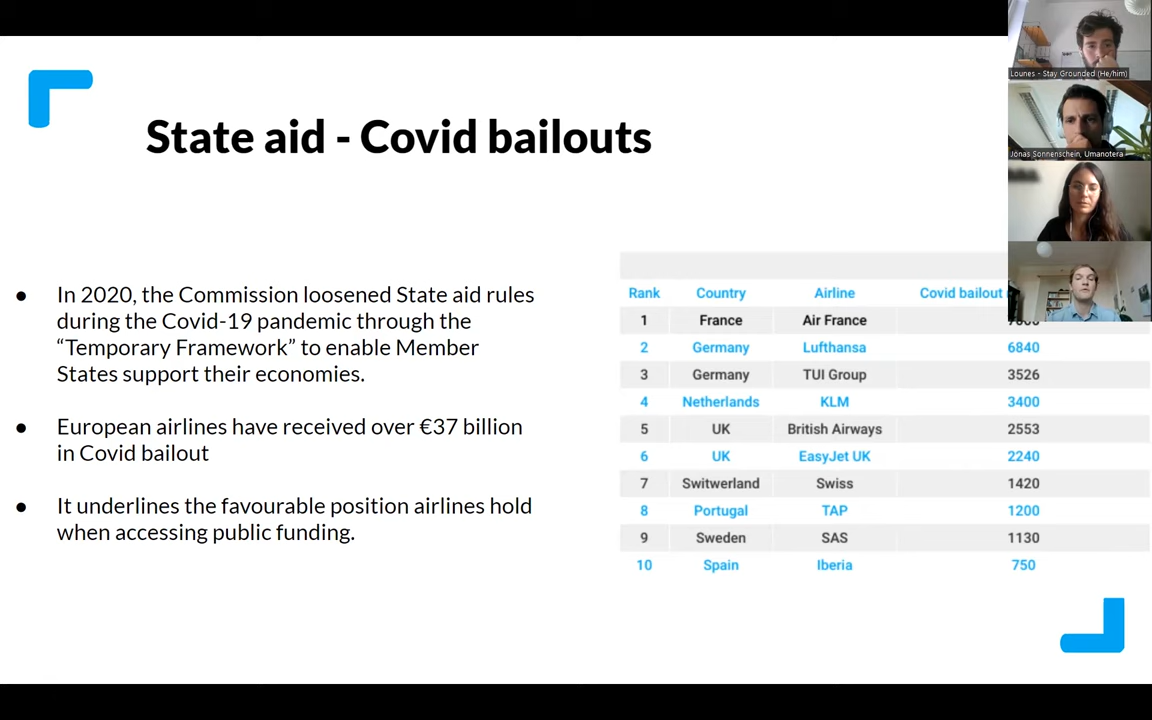 Lounes - Stay Grounded (He/him)
Jonas Sonnenschein, Umanotera
State aid - Covid bailouts
● In 2020, the Commission loosened State aid rules
during the Covid-19 pandemic through the
“Temporary Framework” to enable Member
States support their economies.
● European airlines have received over €37 billion
in Covid bailout
● It underlines the favourable position airlines hold
when accessing public funding.
Rank Country Airline Covid bailout
1 France Air France
2 Germany Lufthansa 6840
3 Germany TUI Group 3526
4 Netherlands KLM 3400
5 UK British Airways 2553
6 UK EasyJet UK 2240
7 Switwerland Swiss 1420
8 Portugal TAP 1200
9 Sweden SAS 1130
10 Spain Iberia 750